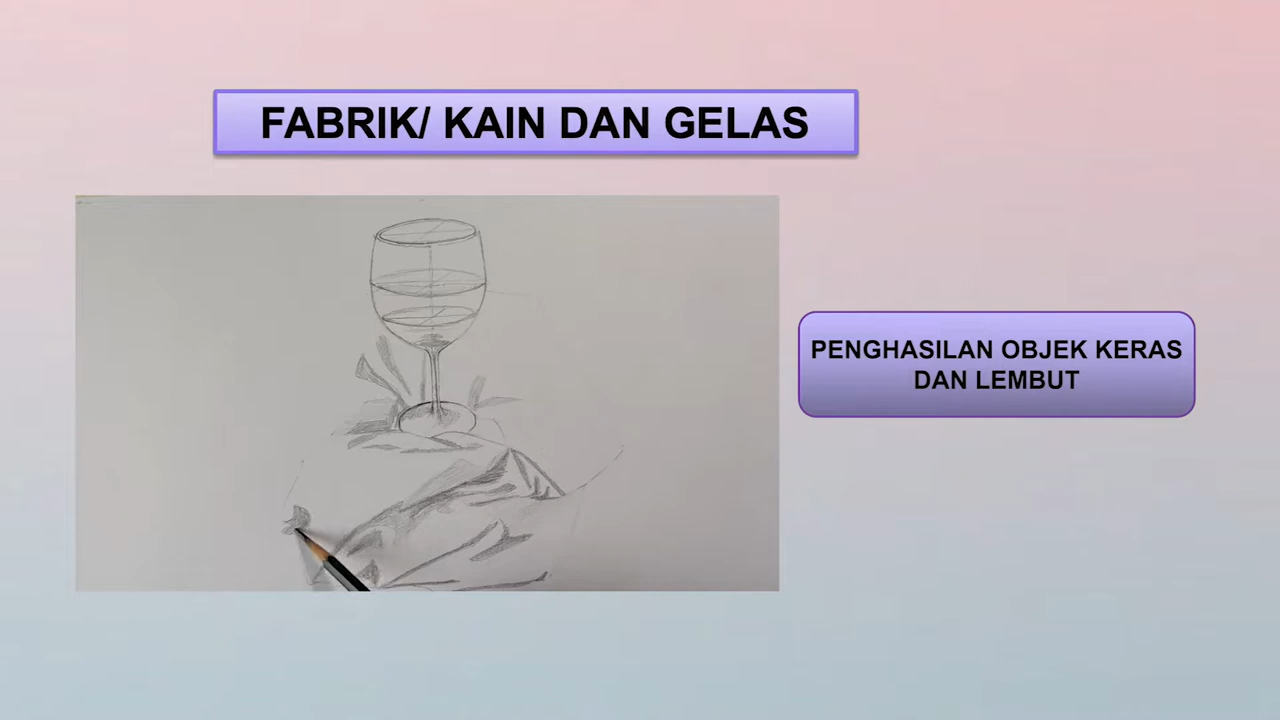 FABRIK/ KAIN DAN GELAS
PENGHASILAN OBJEK KERAS
DAN LEMBUT